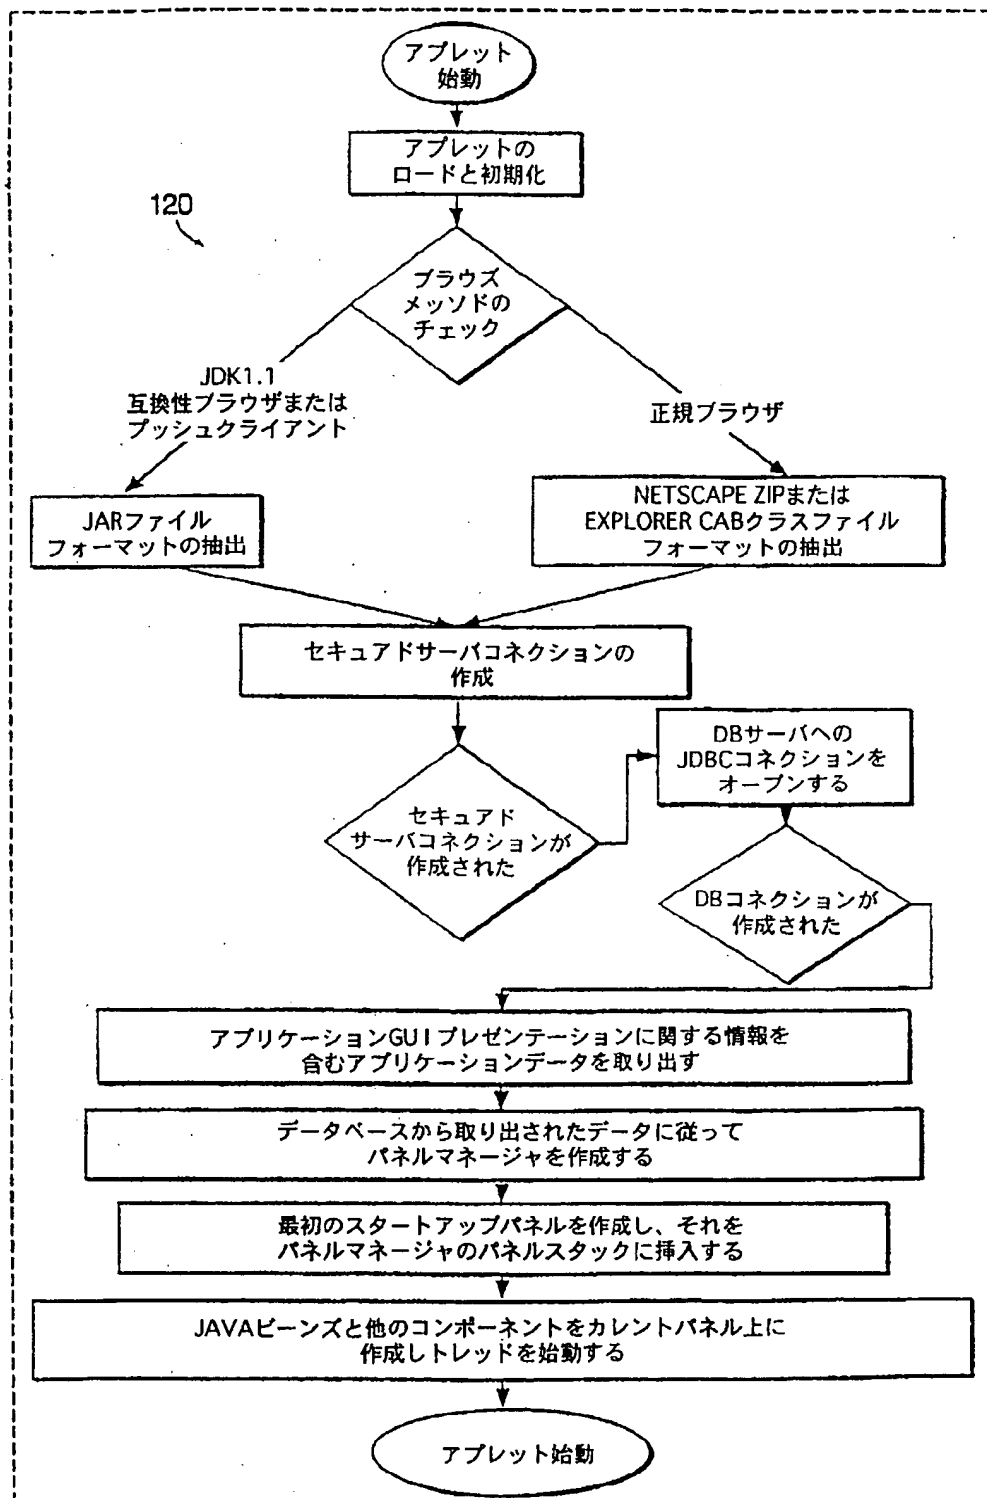 アプレット
始動
アプレットの
ロードと初期化
120
ブラウズ
メッソドの
チェック
JDK1.1
互換性ブラウザまたは
プッシュクライアント
正規ブラウザ
JARファイル
フォーマットの抽出
NETSCAPE ZIPまたは
EXPLORER CABクラスファイル
フォーマットの抽出
セキュアドサーバコネクションの
作成
DBサーバへの
JDBCコネクションを
オープンする
セキュアド
サーバコネクションが
作成された
DBコネクションが
作成された
アプリケーションGUIプレゼンテーションに関する情報を
含むアプリケーションデータを取り出す
データベースから取り出されたデータに従って
パネルマネージャを作成する
最初のスタートアップパネルを作成し、それを
パネルマネージャのパネルスタックに挿入する
JAVAビーンズと他のコンポーネントをカレントパネル上に
作成しトレッドを始動する
アプレット始動